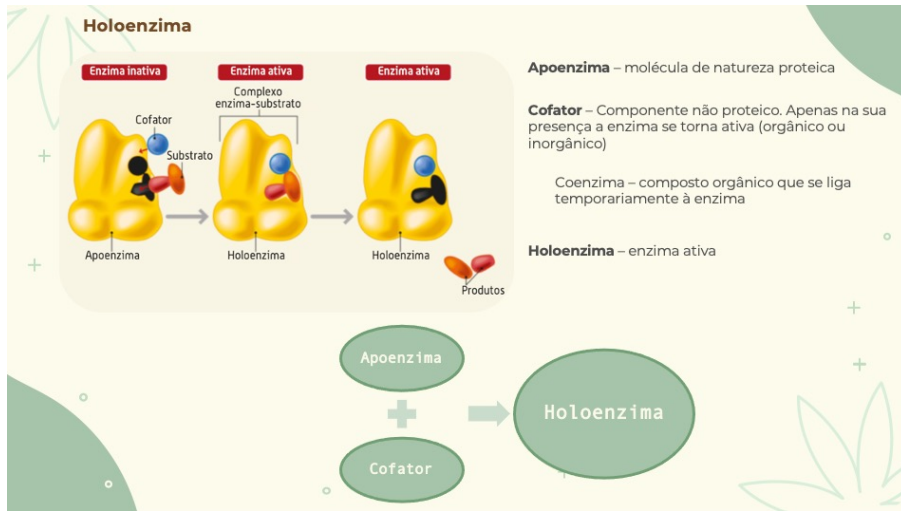 Holoenzima
Enzima inativa
Enzima ativa
Enzima ativa
Complexo
enzima-substrato
Cofator
Substrato
Apoenzima
Holoenzima
Holoenzima
Produtos
Apoenzima – molécula de natureza proteica
Cofator – Componente não proteico. Apenas na sua
presença a enzima se torna ativa (orgânico ou
inorgânico)
Coenzima – composto orgânico que se liga
temporariamente à enzima
Holoenzima – enzima ativa
Apoenzima
Holoenzima
Cofator